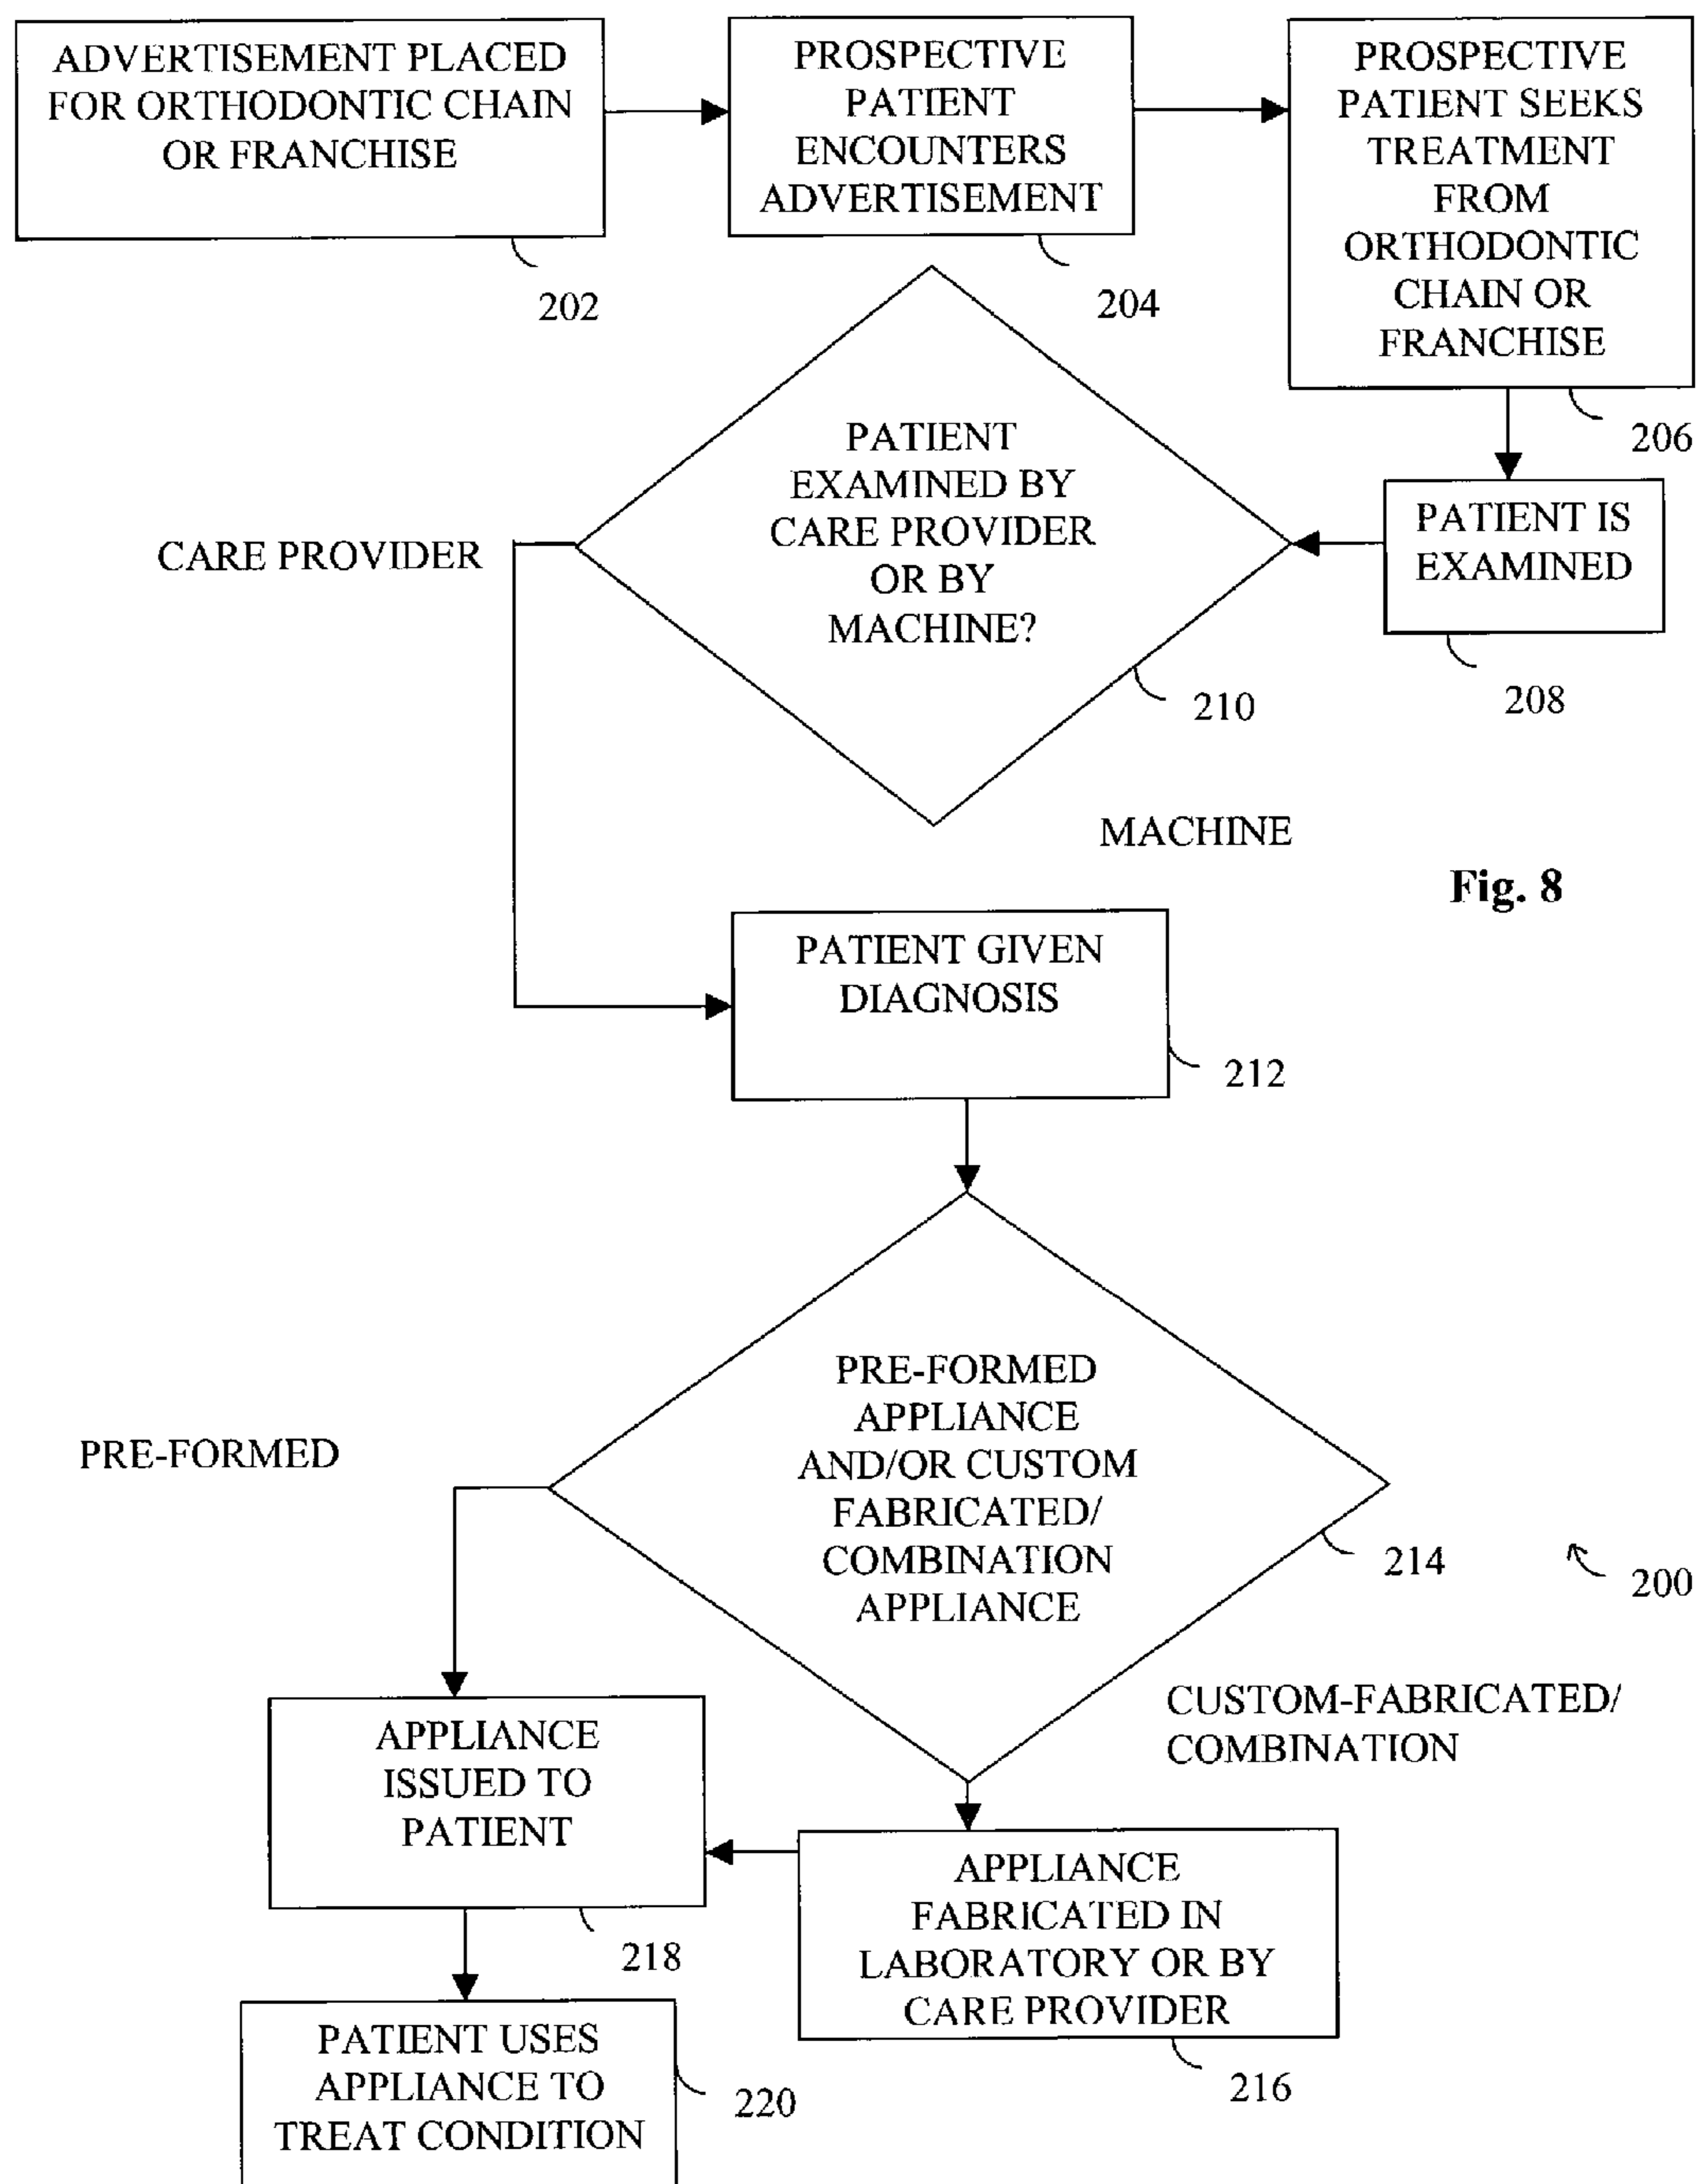 ADVERTISEMENT PLACED
FOR ORTHODONTIC CHAIN
OR FRANCHISE
202
PROSPECTIVE
PATIENT
ENCOUNTERS
ADVERTISEMENT
204
PROSPECTIVE
PATIENT SEEKS
TREATMENT
FROM
ORTHODONTIC
CHAIN OR
FRANCHISE
206
PATIENT IS
EXAMINED
208
PATIENT
EXAMINED BY
CARE PROVIDER
OR BY
MACHINE?
210
CARE PROVIDER
MACHINE
Fig. 8
PATIENT GIVEN
DIAGNOSIS
212
PRE-FORMED
APPLIANCE
AND/OR CUSTOM
FABRICATED/
COMBINATION
APPLIANCE
214
200
PRE-FORMED
CUSTOM-FABRICATED/
COMBINATION
APPLIANCE
ISSUED TO
PATIENT
218
APPLIANCE
FABRICATED IN
LABORATORY OR BY
CARE PROVIDER
216
PATIENT USES
APPLIANCE TO
TREAT CONDITION
220